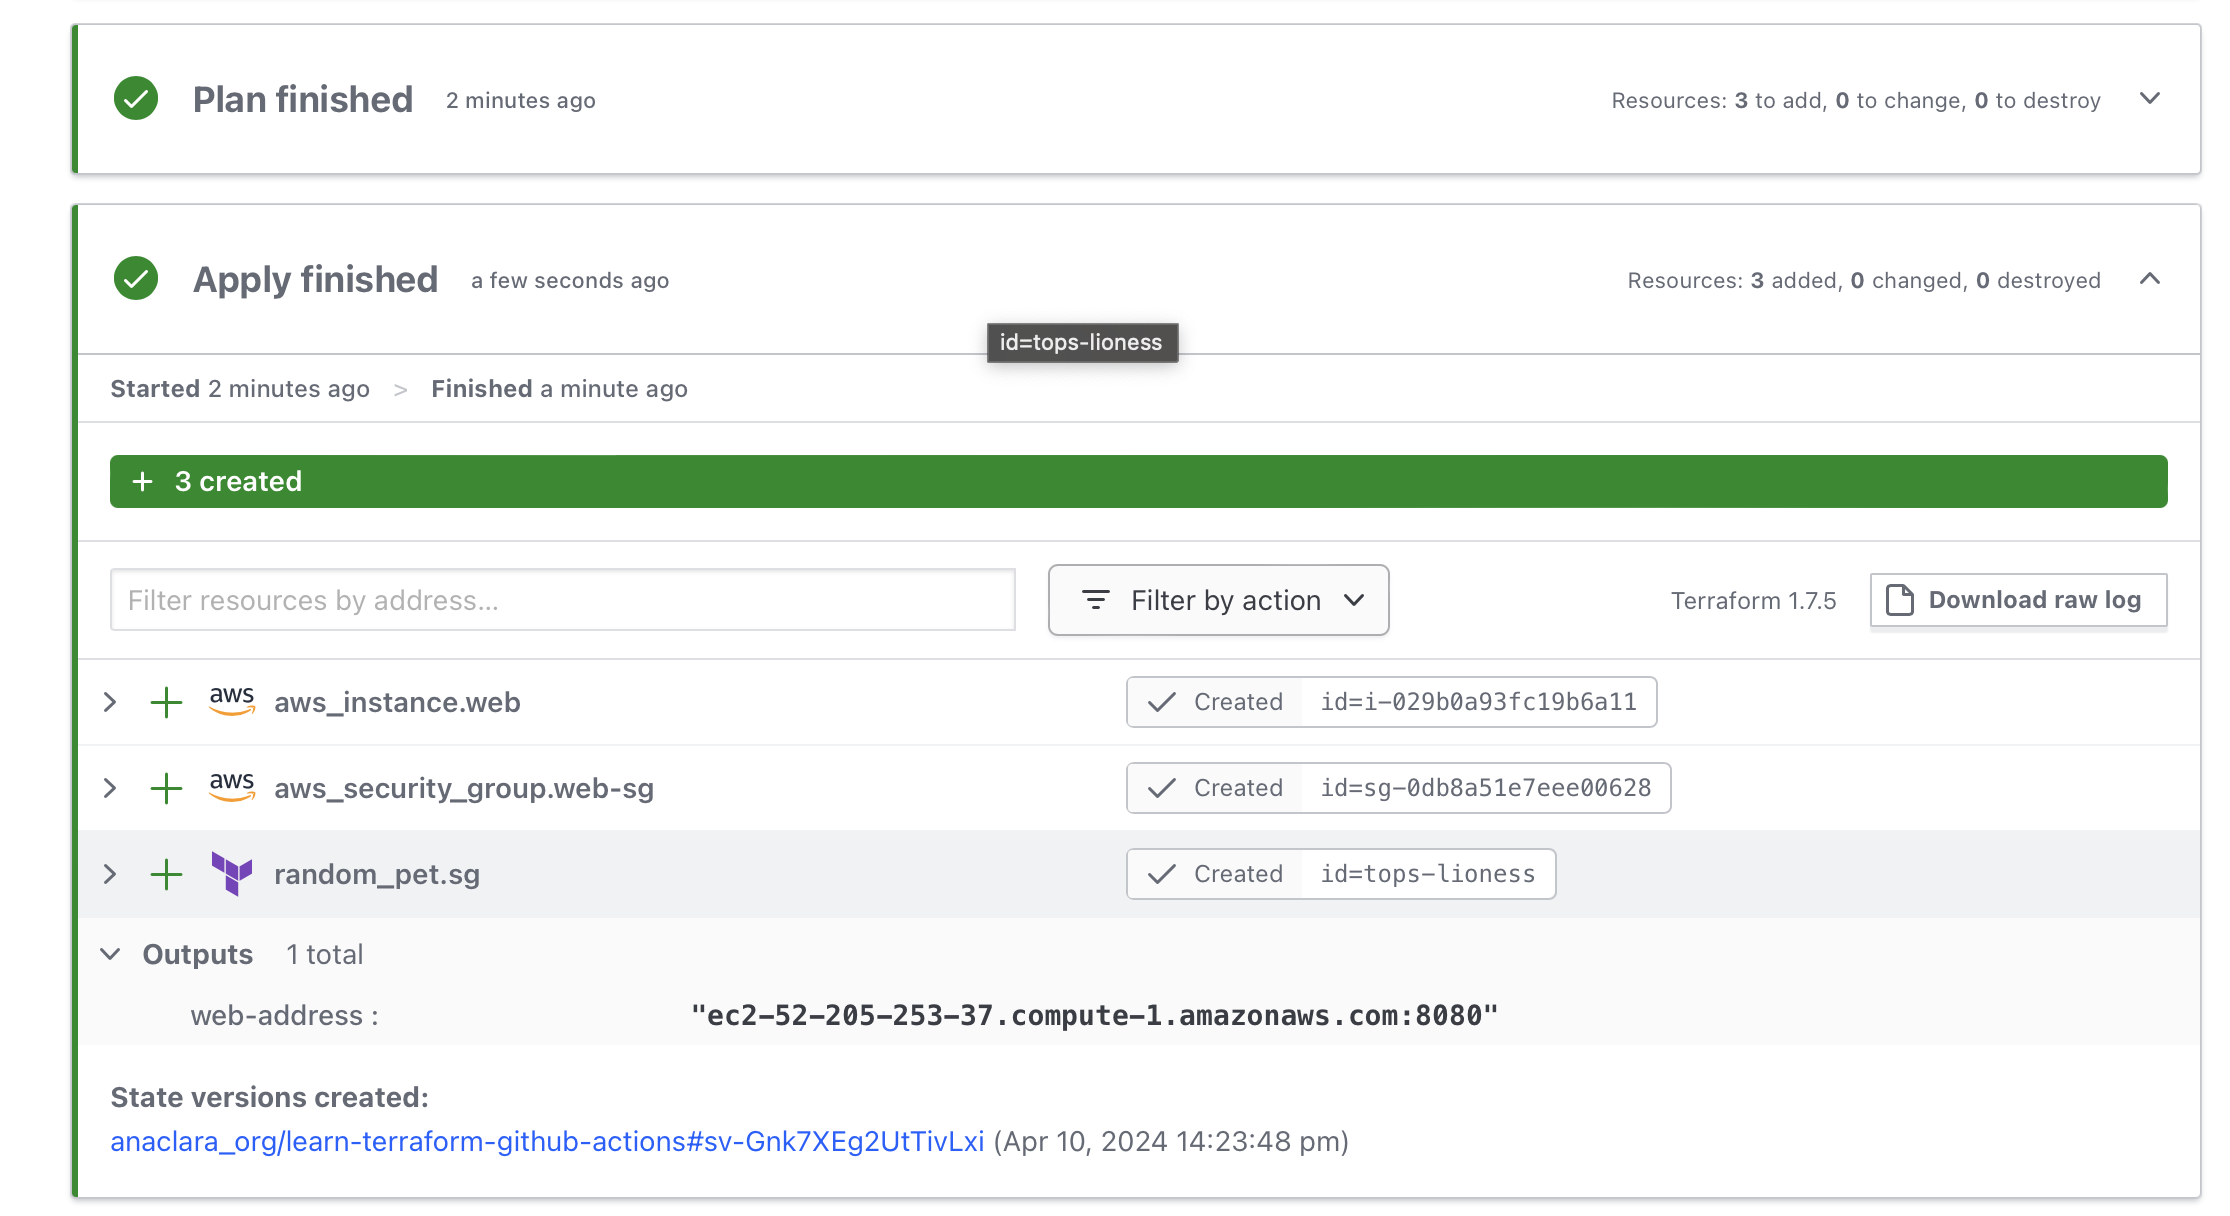 Plan finished 2 minutes ago Resources: 3 to add, 0 to change, 0 to destroy
Apply finished a few seconds ago Resources: 3 added, 0 changed, 0 destroyed
id=tops-lioness
Started 2 minutes ago > Finished a minute ago
+ 3 created
Filter resources by address... Filter by action Terraform 1.7.5 Download raw log
aws aws_instance.web Created id=i-029b0a93fc19b6a11
aws aws_security_group.web-sg Created id=sg-0db8a51e7eee00628
random_pet.sg Created id=tops-lioness
Outputs 1 total
web-address : "ec2-52-205-253-37.compute-1.amazonaws.com:8080"
State versions created:
anaclara_org/learn-terraform-github-actions#sv-Gnk7XEg2UtTivLxi (Apr 10, 2024 14:23:48 pm)